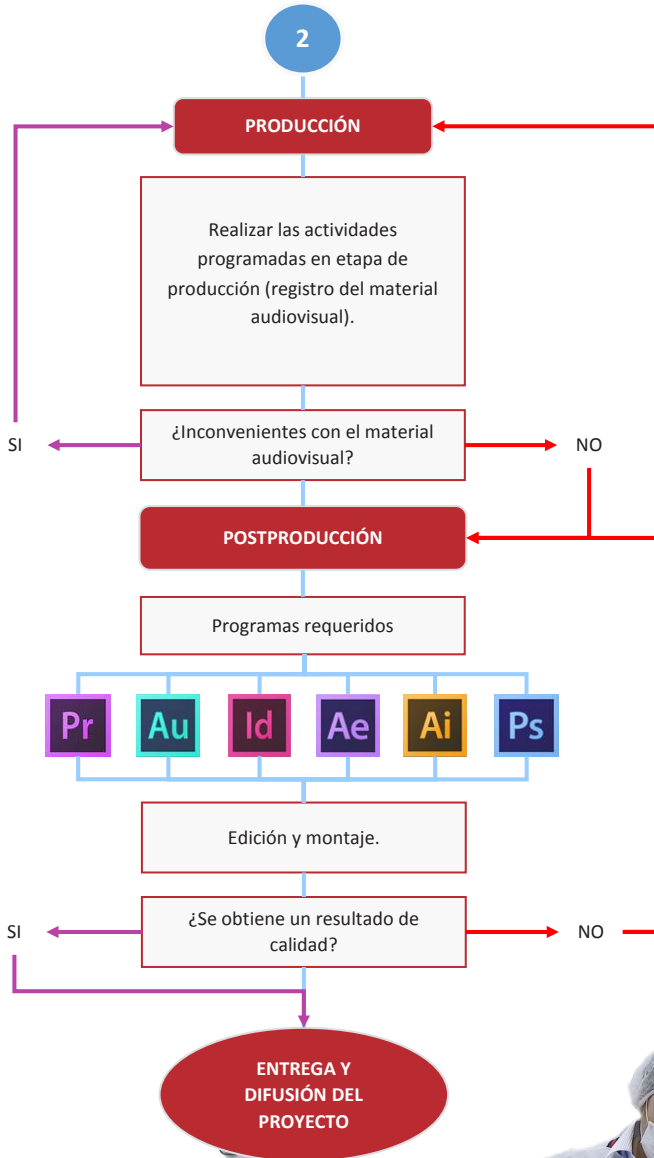 2
PRODUCCIÓN
Realizar las actividades
programadas en etapa de
producción (registro del material
audiovisual).
SI
¿Inconvenientes con el material
audiovisual?
NO
POSTPRODUCCIÓN
Programas requeridos
Pr Au Id Ae Ai Ps
Edición y montaje.
SI
¿Se obtiene un resultado de
calidad?
NO
ENTREGA Y
DIFUSIÓN DEL
PROYECTO